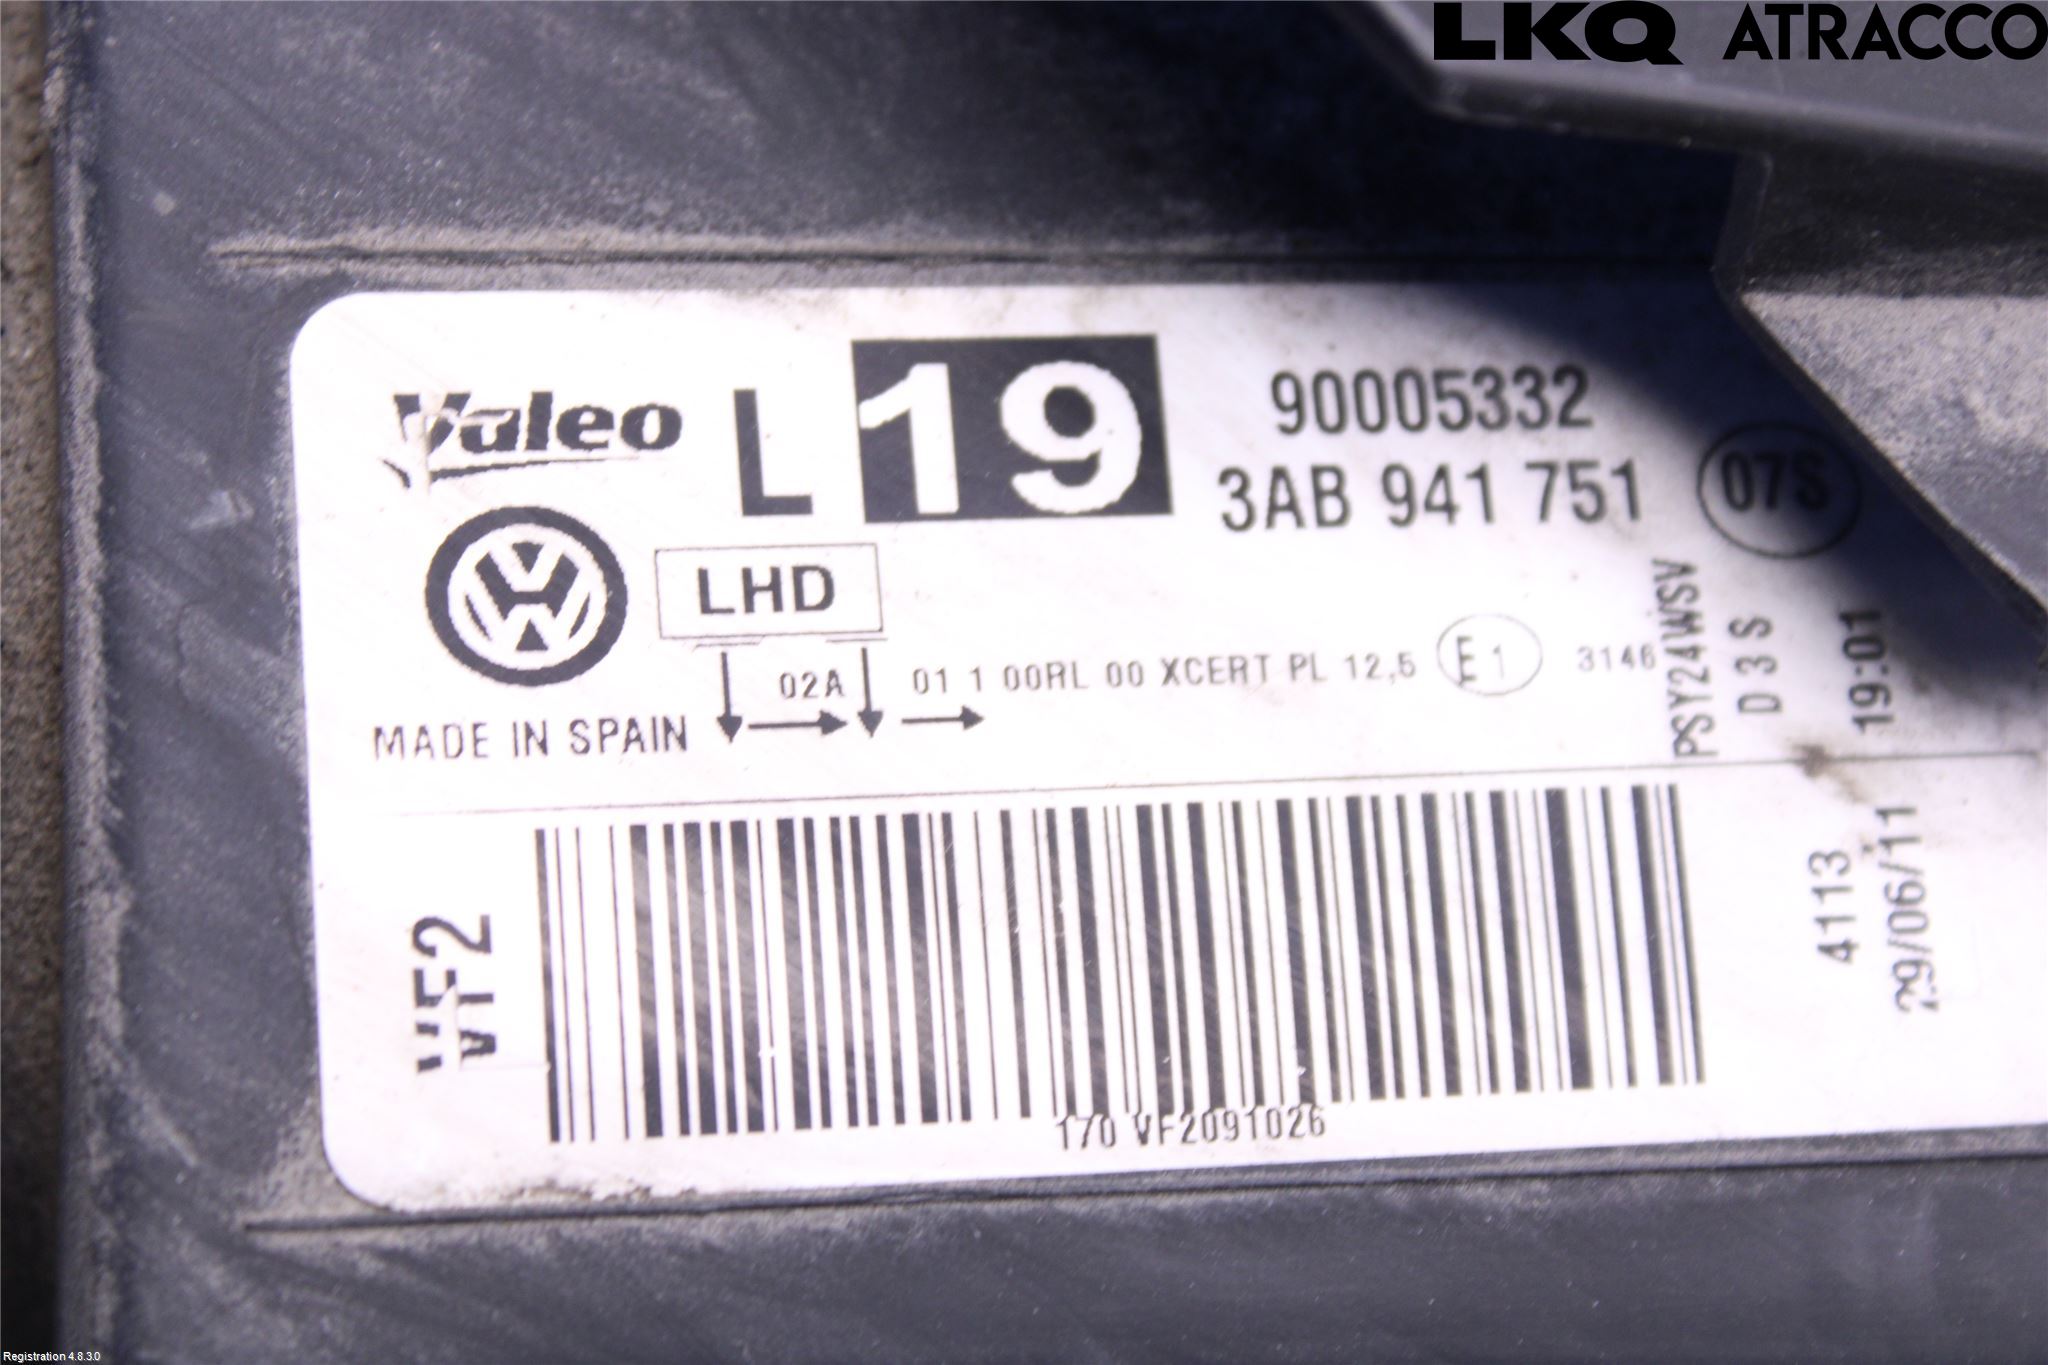 LKQ ATRACCO
Valeo
L 19
90005332
3AB 941 751
07S
LHD
02A
01 1 00RL 00 XCERT PL 12,5
E1
3146
MADE IN SPAIN
PSY24WSV
D3S
19:01
4113
29/06/11
VF2
170 VF2091026
Registration 4.8.3.0